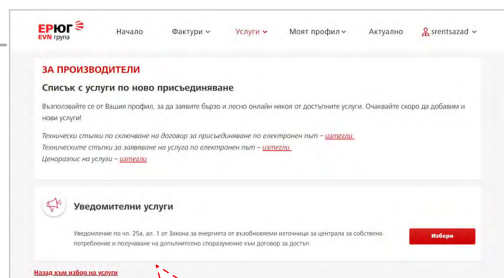 ЕРЮГ
EVN група
Начало Фактури Услуги Моят профил Актуално srentsazad
ЗА ПРОИЗВОДИТЕЛИ
Списък с услуги по ново присъединяване
Възползвайте се от Вашия профил, за да заявите бързо и лесно онлайн някоя от достъпните услуги. Очаквайте скоро да добавим и
нови услуги!
Технически стъпки по сключване на договор за присъединяване по електронен път – изтегли
Техническите стъпки за заявяване на услуга по електронен път – изтегли
Ценоразпис на услуги – изтегли
Уведомителни услуги
Уведомление по чл. 25а, ал. 1 от Закона за енергията от възобновяеми източници за централа за собствено
потребление и получаване на допълнително споразумение към договор за достъп
Избери
Назад към избор на услуги